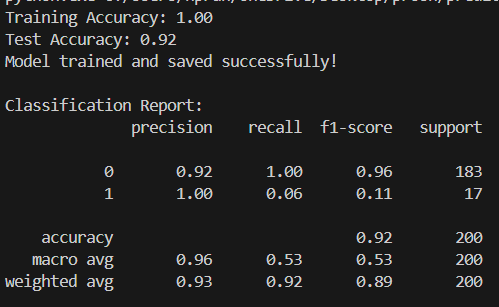 Training Accuracy: 1.00
Test Accuracy: 0.92
Model trained and saved successfully!
Classification Report:
precision recall f1-score support
0 0.92 1.00 0.96 183
1 1.00 0.06 0.11 17
accuracy 0.92 200
macro avg 0.96 0.53 0.53 200
weighted avg 0.93 0.92 0.89 200